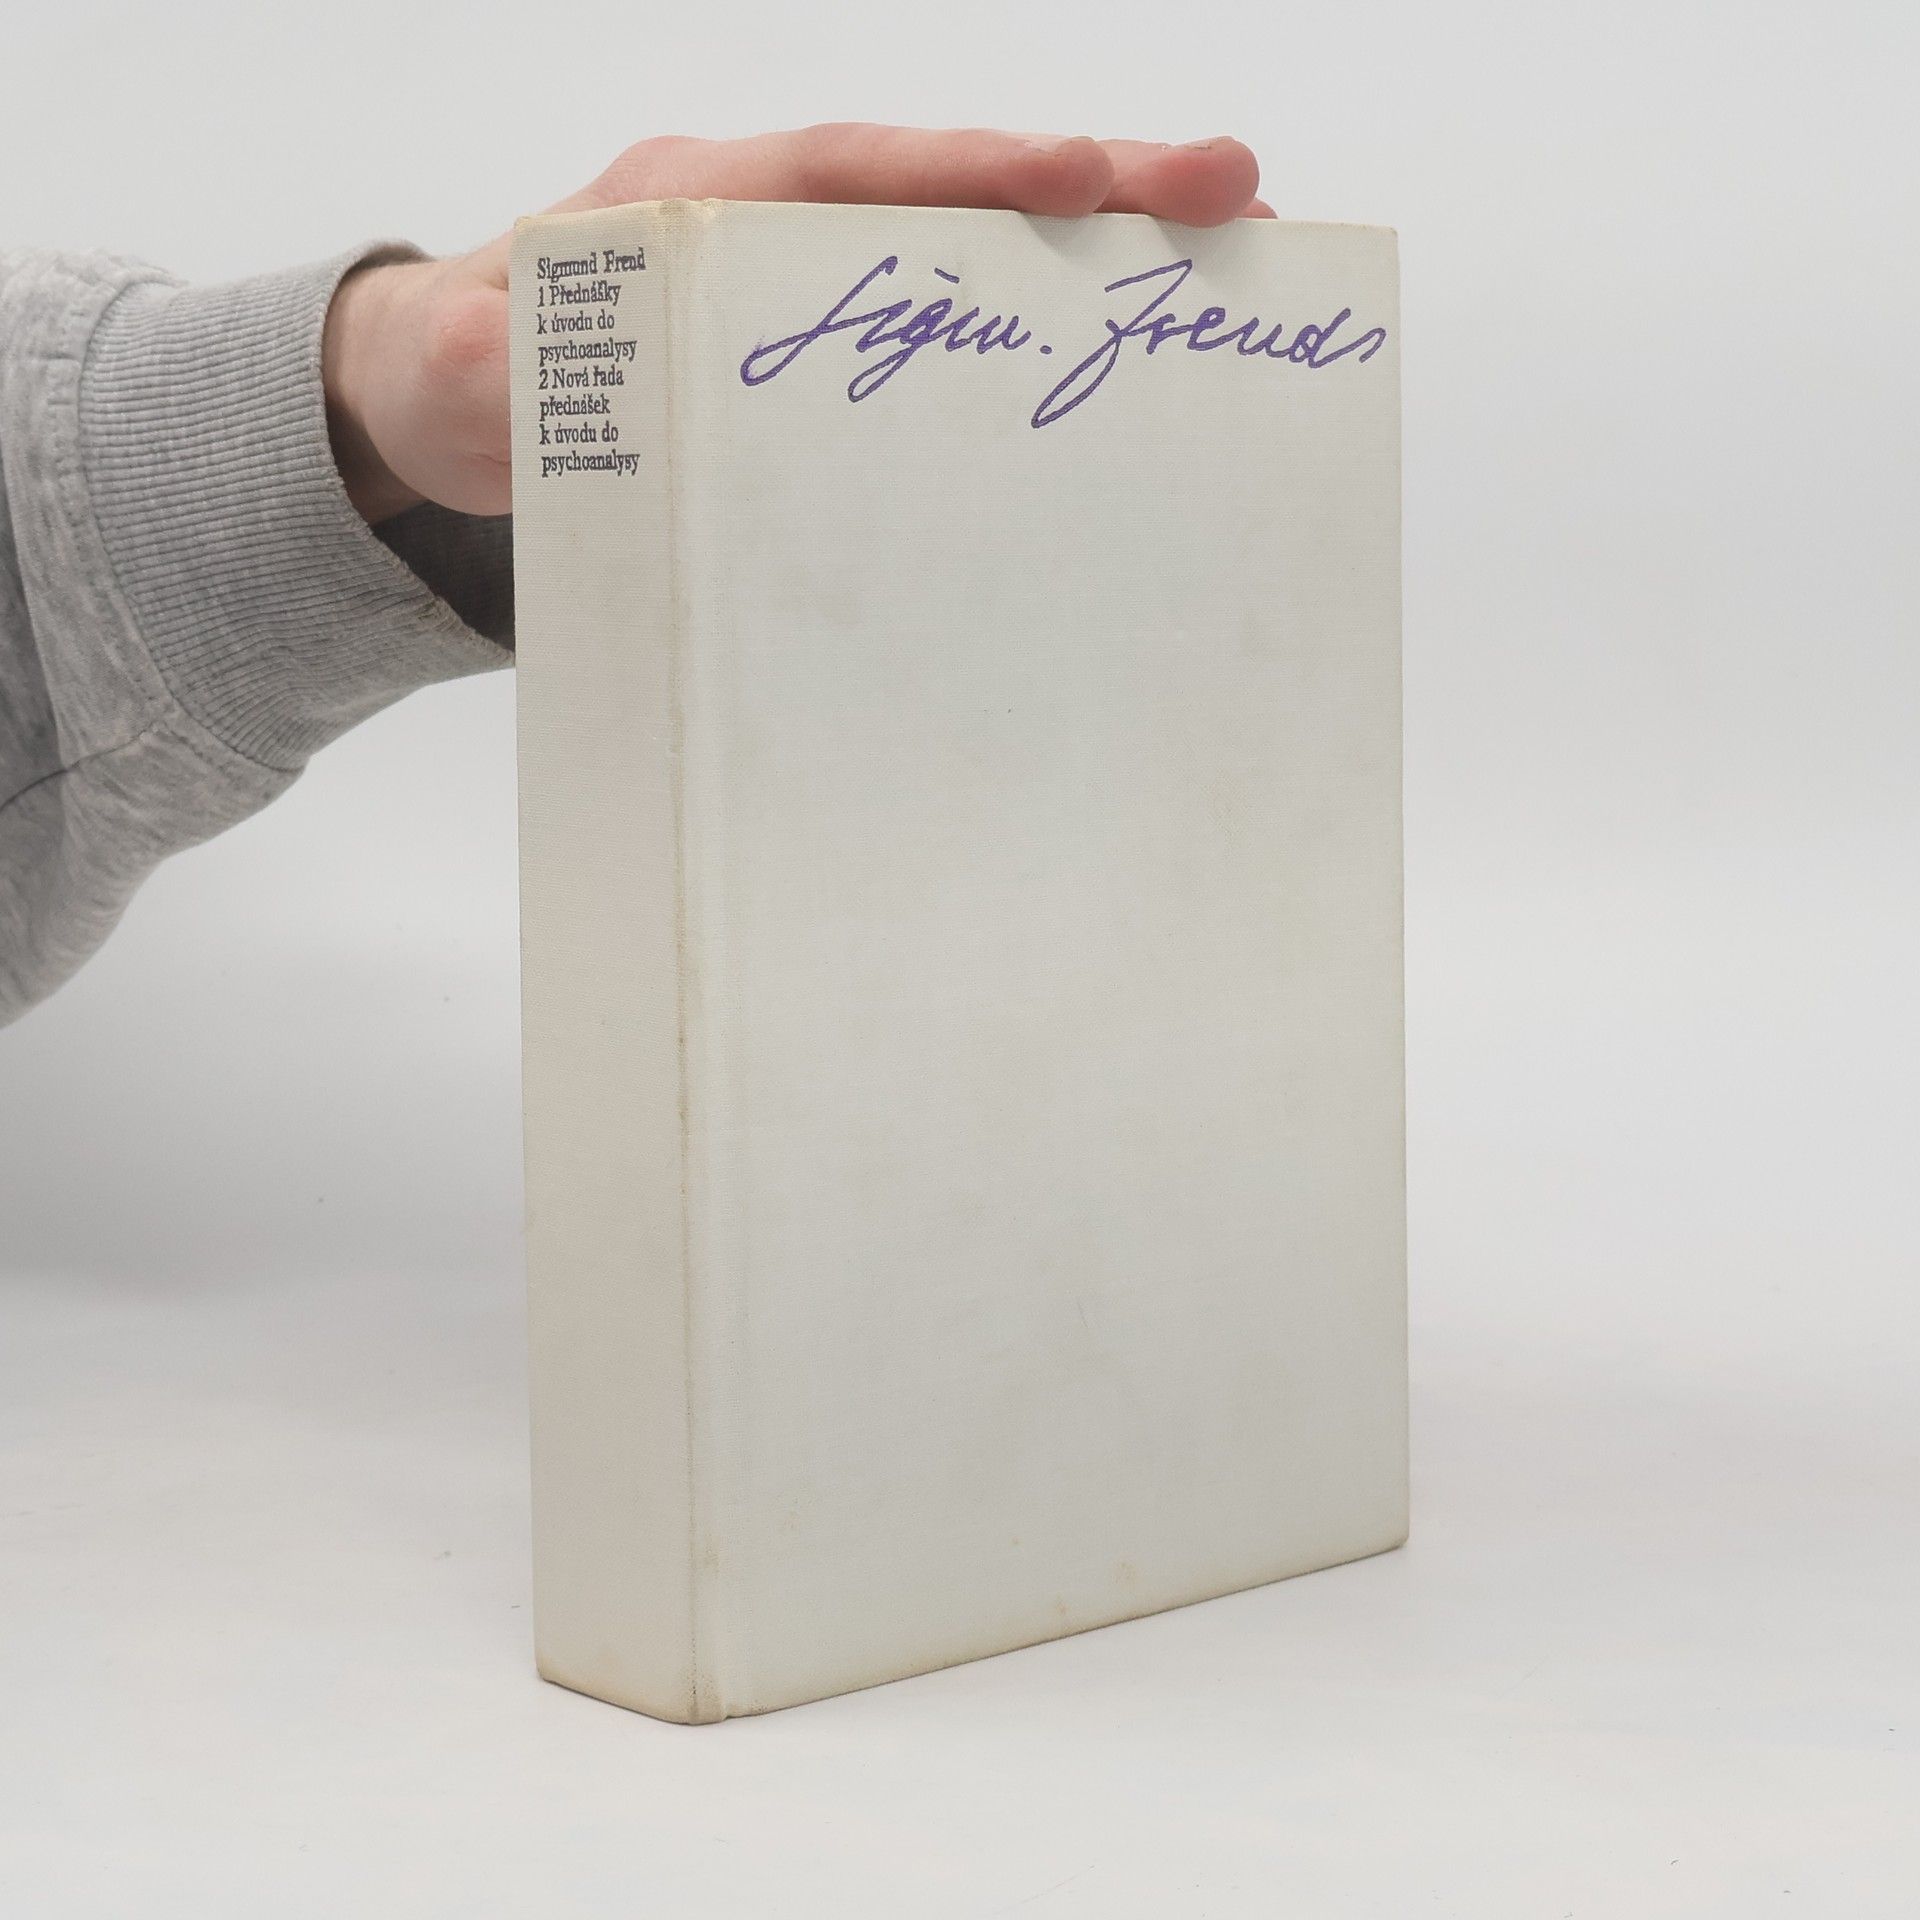 Sigmund Freud
1 Přednášky
k úvodu do
psychoanalysy
2 Nová řada
přednášek
k úvodu do
psychoanalysy
Sigm. Freud